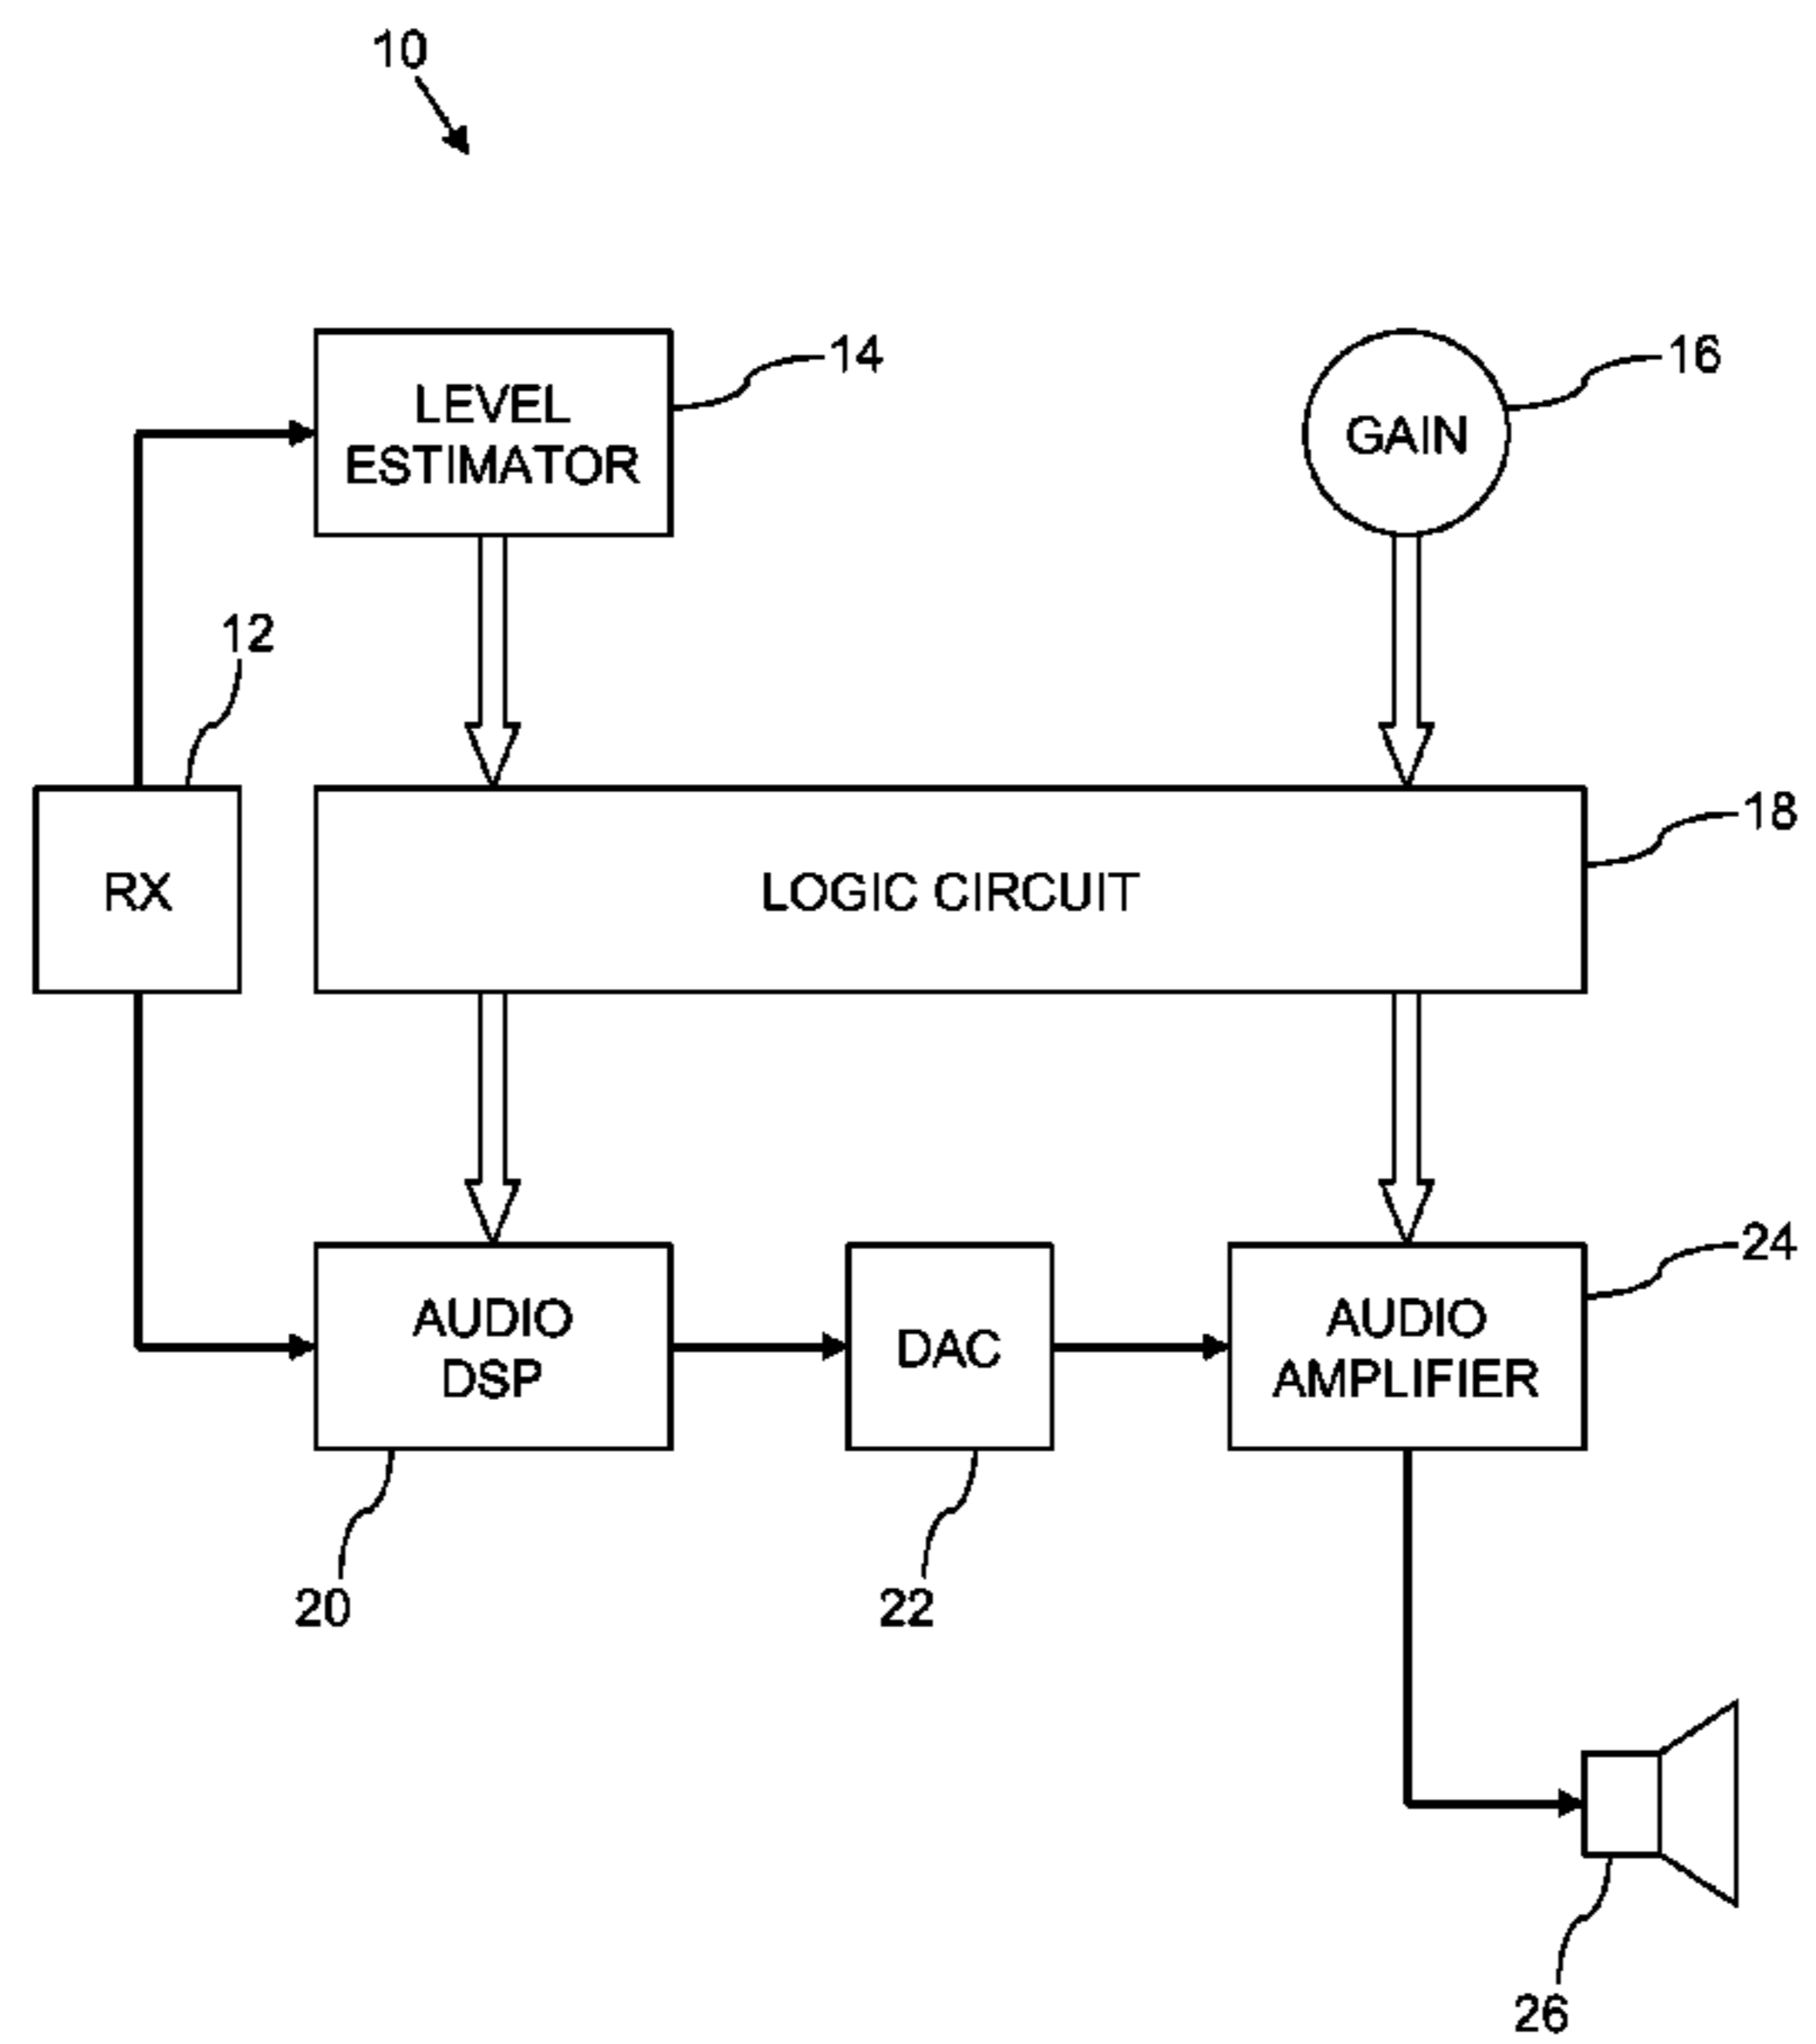 10
LEVEL
ESTIMATOR
14
GAIN
16
12
RX
LOGIC CIRCUIT
18
AUDIO
DSP
DAC
AUDIO
AMPLIFIER
24
20
22
26